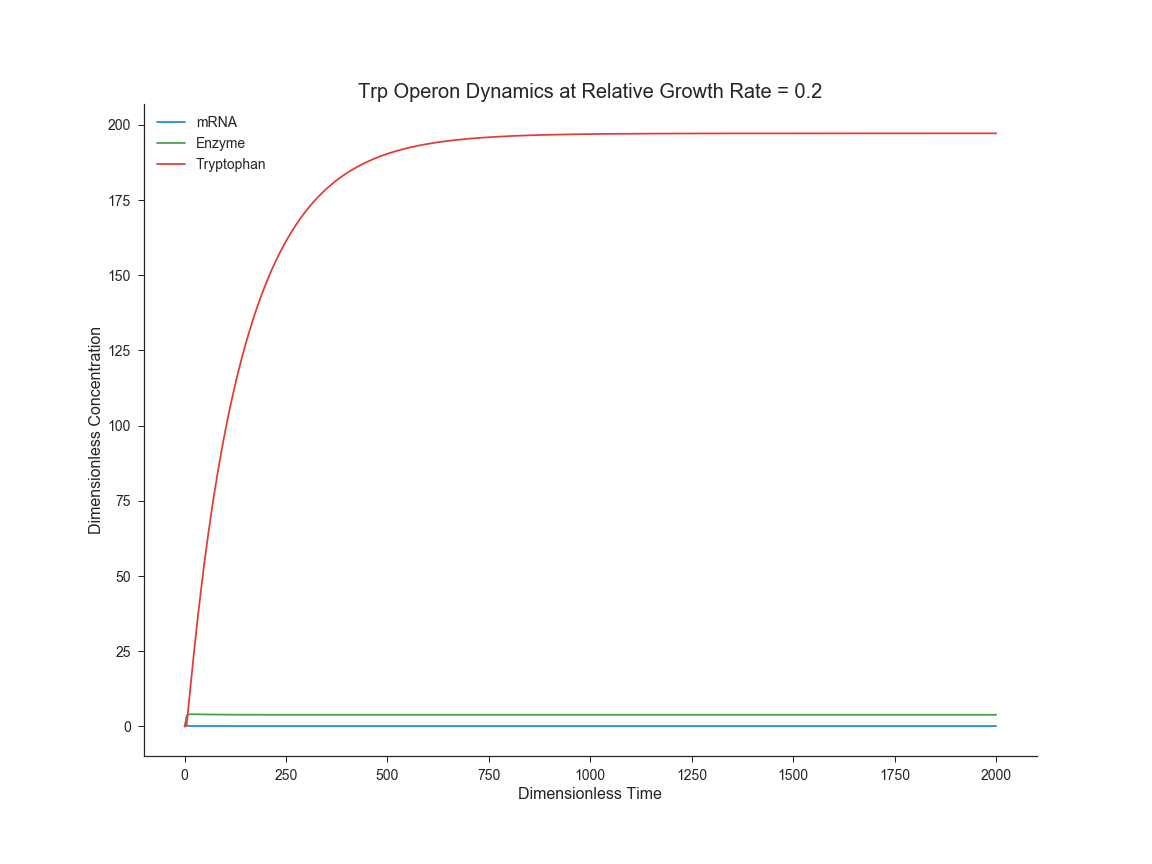 Trp Operon Dynamics at Relative Growth Rate = 0.2
mRNA
Enzyme
Tryptophan
200
175
150
125
100
75
50
25
0
Dimensionless Concentration
0 250 500 750 1000 1250 1500 1750 2000
Dimensionless Time